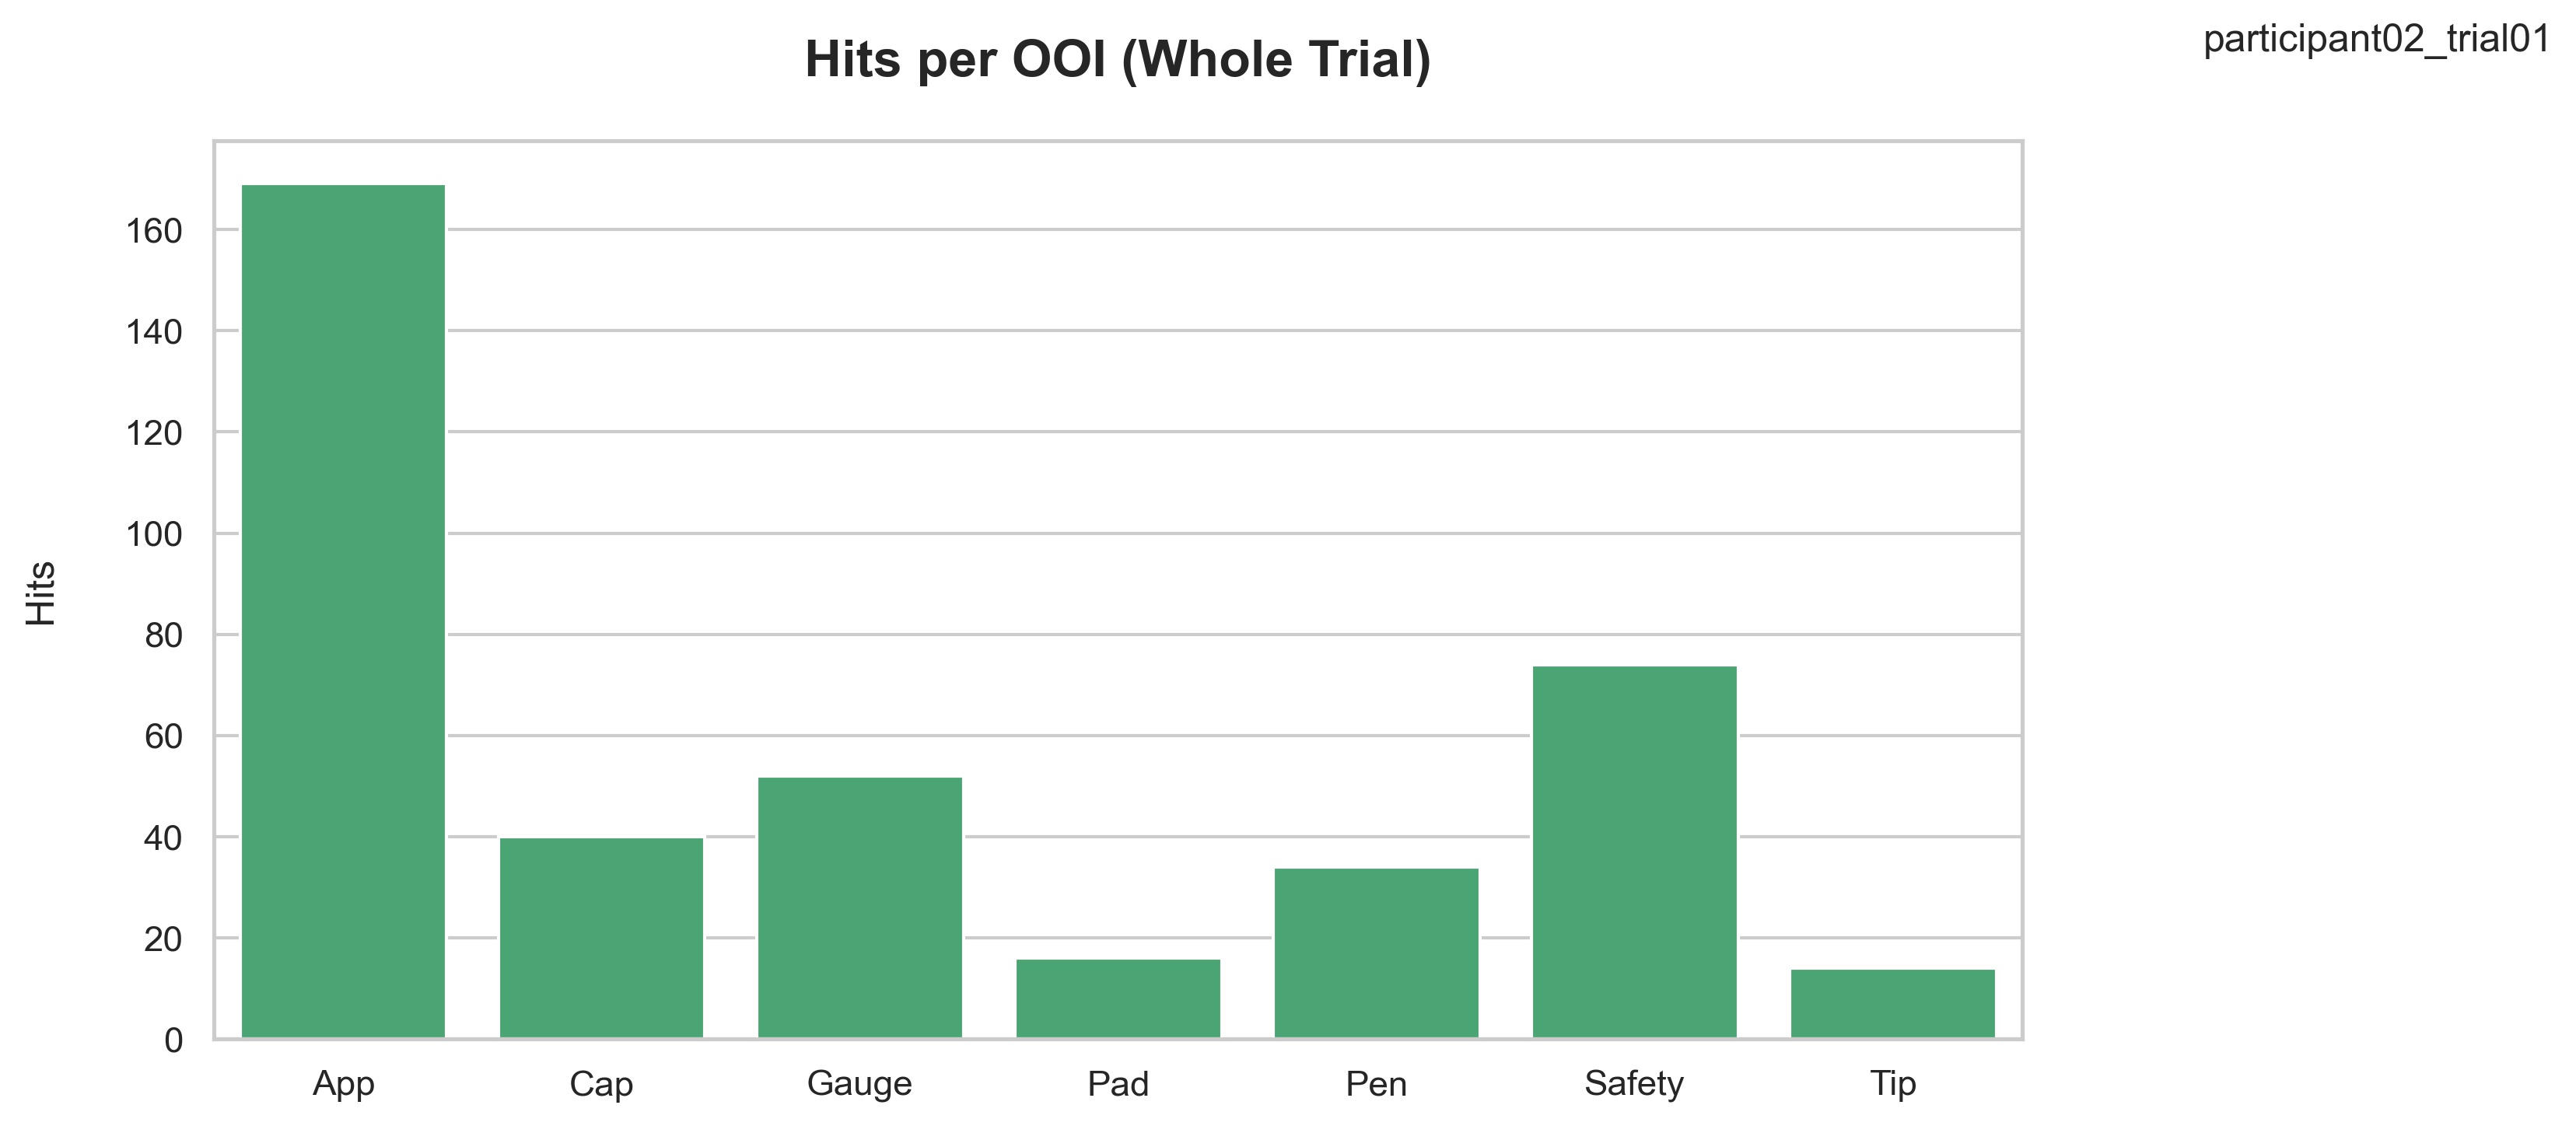 participant02_trial01
Hits per OOI (Whole Trial)
160
140
120
100
80
60
40
20
0
Hits
App Cap Gauge Pad Pen Safety Tip